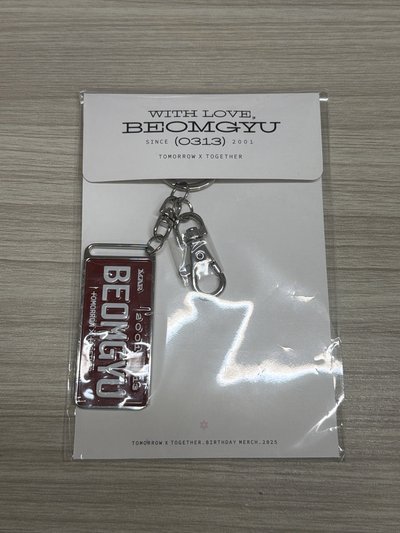 WITH LOVE,
BEOMGYU
SINCE (0313) 2001
TOMORROW X TOGETHER
BEOMGYU
TOMORROW X TOGETHER.BIRTHDAY MERCH.2025